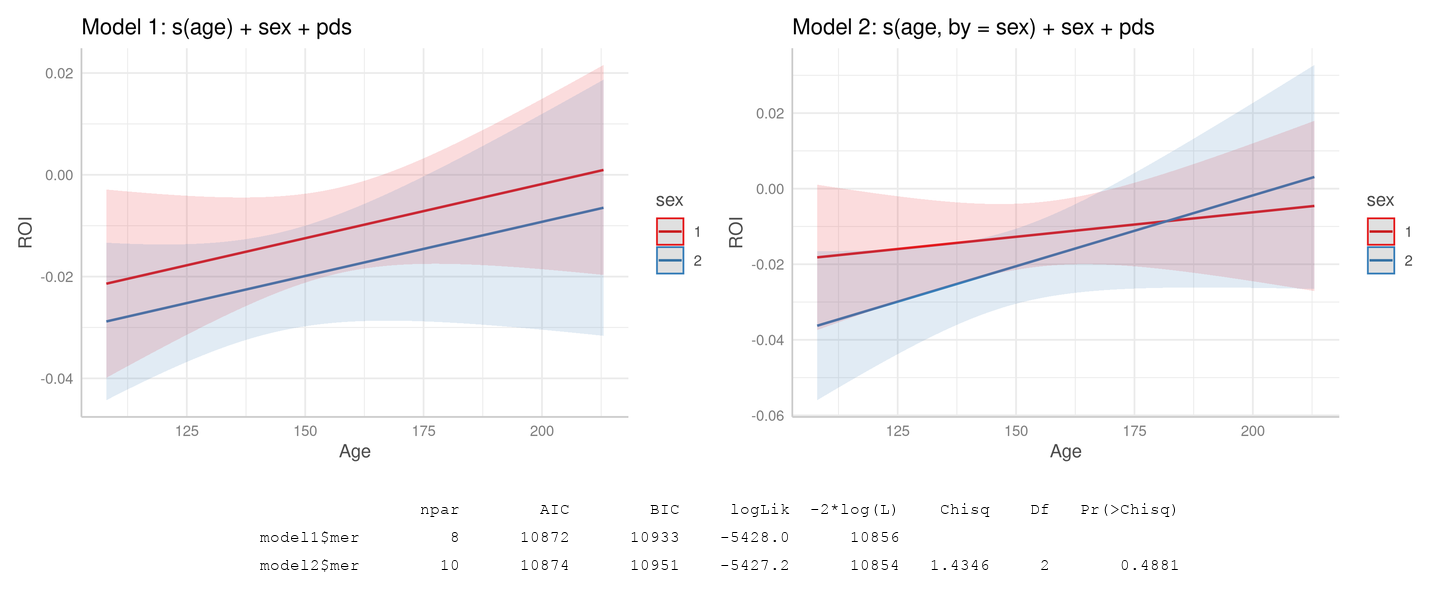 Model 1: s(age) + sex + pds
0.02
0.00
-0.02
-0.04
ROI
125 150 175 200
Age
sex
1
2
Model 2: s(age, by = sex) + sex + pds
0.02
0.00
-0.02
-0.04
-0.06
ROI
125 150 175 200
Age
sex
1
2
npar AIC BIC logLik -2*log(L) Chisq Df Pr(>Chisq)
model1$mer 8 10872 10933 -5428.0 10856
model2$mer 10 10874 10951 -5427.2 10854 1.4346 2 0.4881